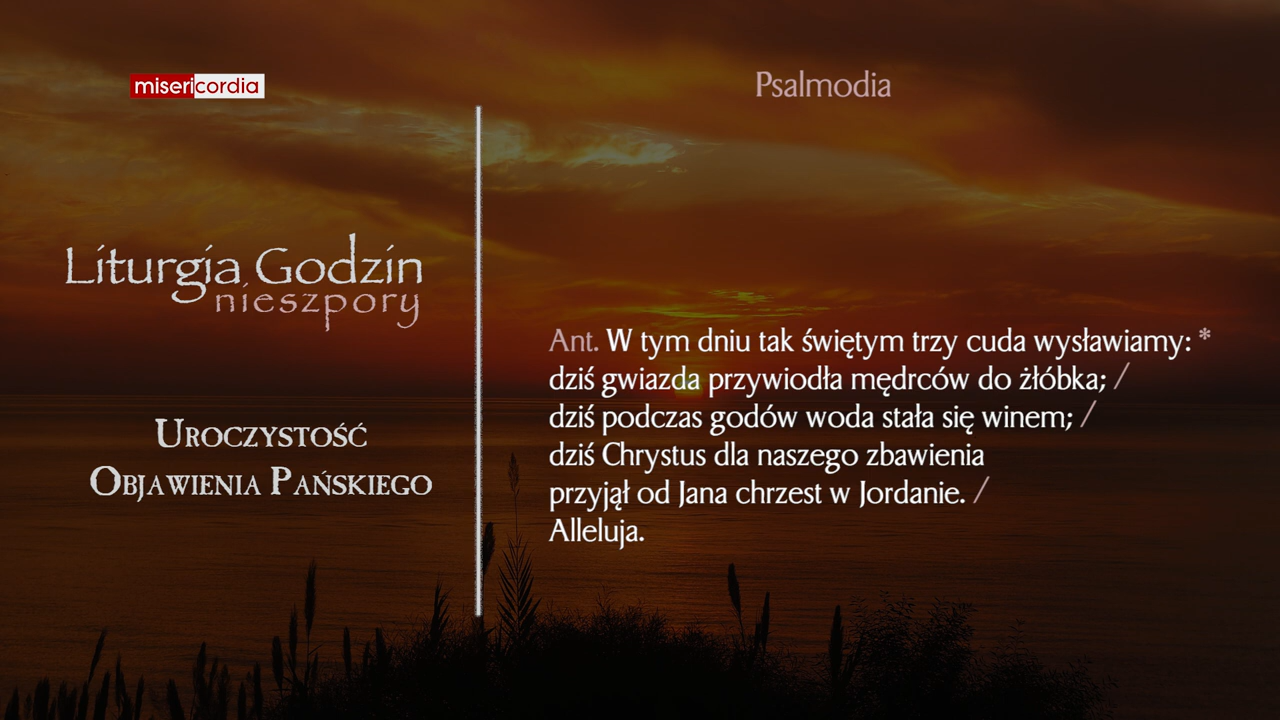 misericordia
Liturgia Godzin
nieszpory
Uroczystość
Objawienia Pańskiego
Psalmodia
Ant. W tym dniu tak świętym trzy cuda wysławiamy: *
dziś gwiazda przywiodła mędrców do żłóbka; /
dziś podczas godów woda stała się winem; /
dziś Chrystus dla naszego zbawienia
przyjął od Jana chrzest w Jordanie. /
Alleluja.